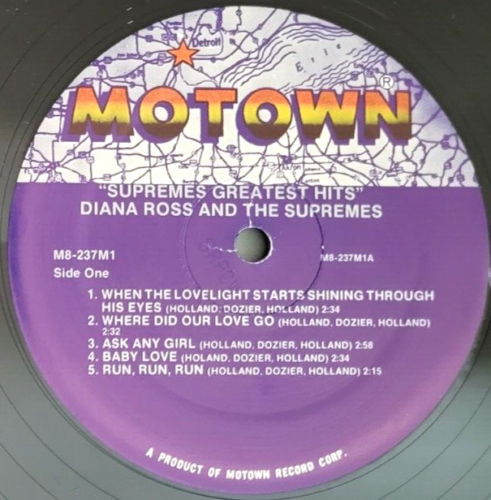 Detroit
Erie
MOTOWN®
"SUPREMES GREATEST HITS"
DIANA ROSS AND THE SUPREMES
M8-237M1
M8-237M1A
Side One
1. WHEN THE LOVELIGHT STARTS SHINING THROUGH
HIS EYES (HOLLAND, DOZIER, HOLLAND) 2:34
2. WHERE DID OUR LOVE GO (HOLLAND, DOZIER, HOLLAND)
2:32
3. ASK ANY GIRL (HOLLAND, DOZIER, HOLLAND) 2:58
4. BABY LOVE (HOLAND, DOZIER, HOLLAND) 2:34
5. RUN, RUN, RUN (HOLLAND, DOZIER, HOLLAND) 2:15
A PRODUCT OF MOTOWN RECORD CORP.